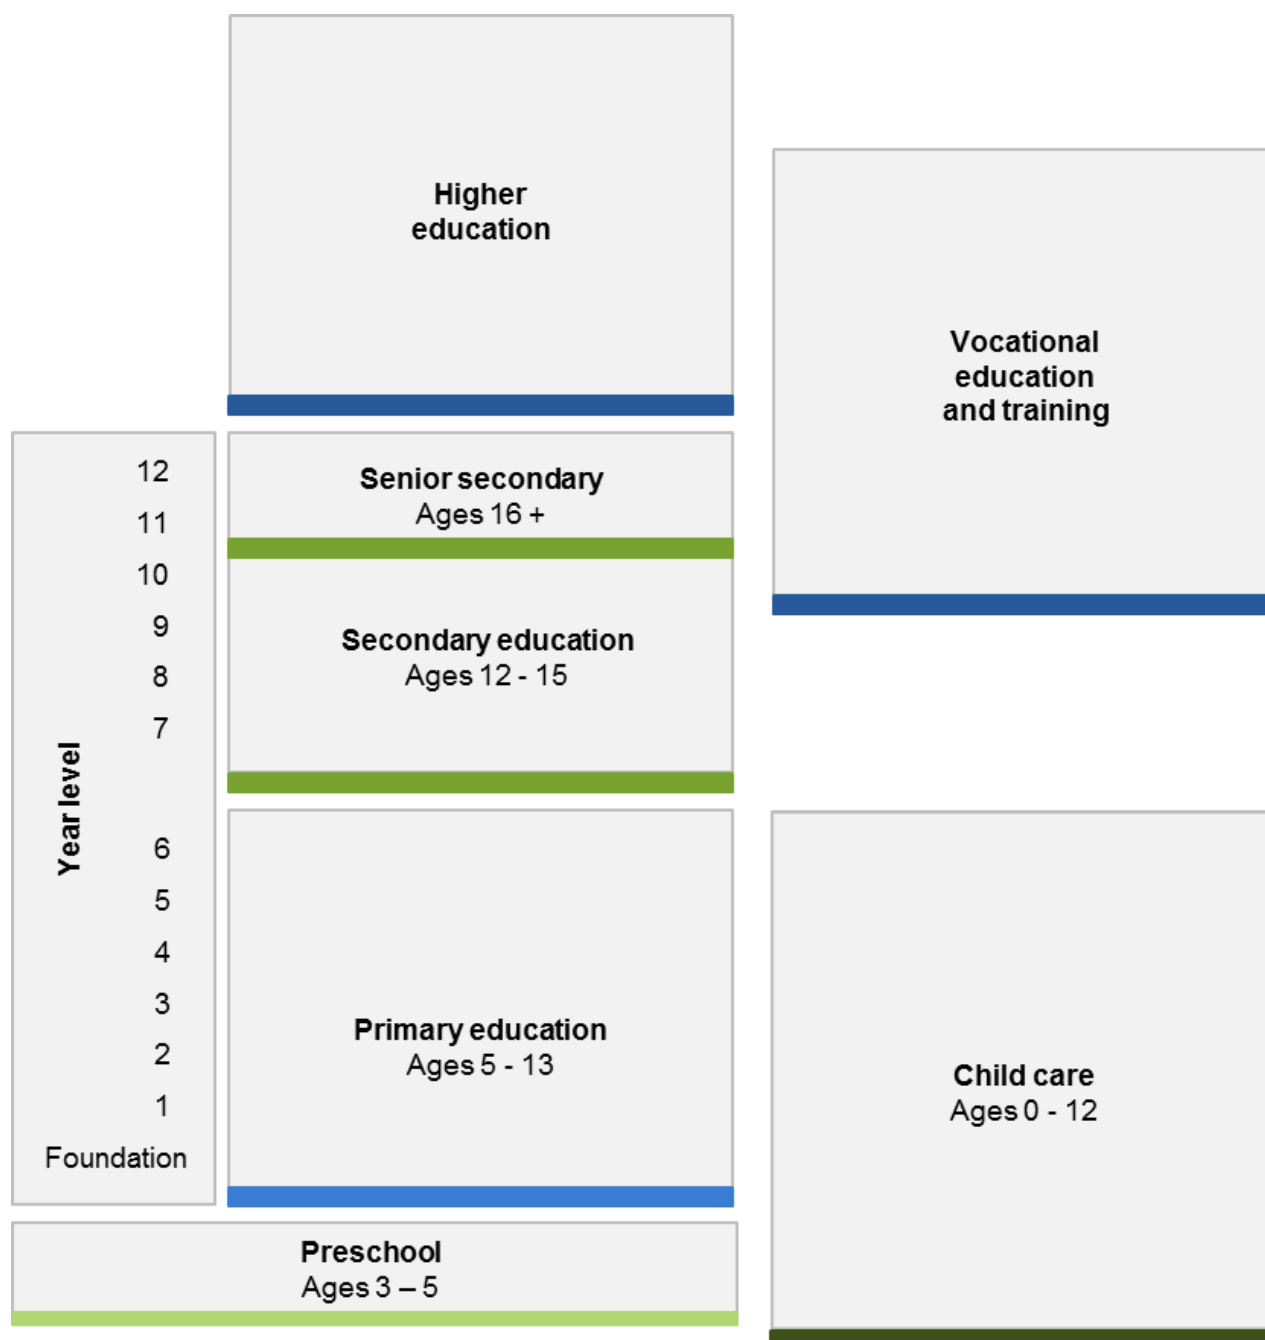 Higher
education
Vocational
education
and training
12
11
10
9
8
7
6
5
4
3
2
1
Foundation
Year level
Senior secondary
Ages 16 +
Secondary education
Ages 12 - 15
Primary education
Ages 5 - 13
Child care
Ages 0 - 12
Preschool
Ages 3 – 5